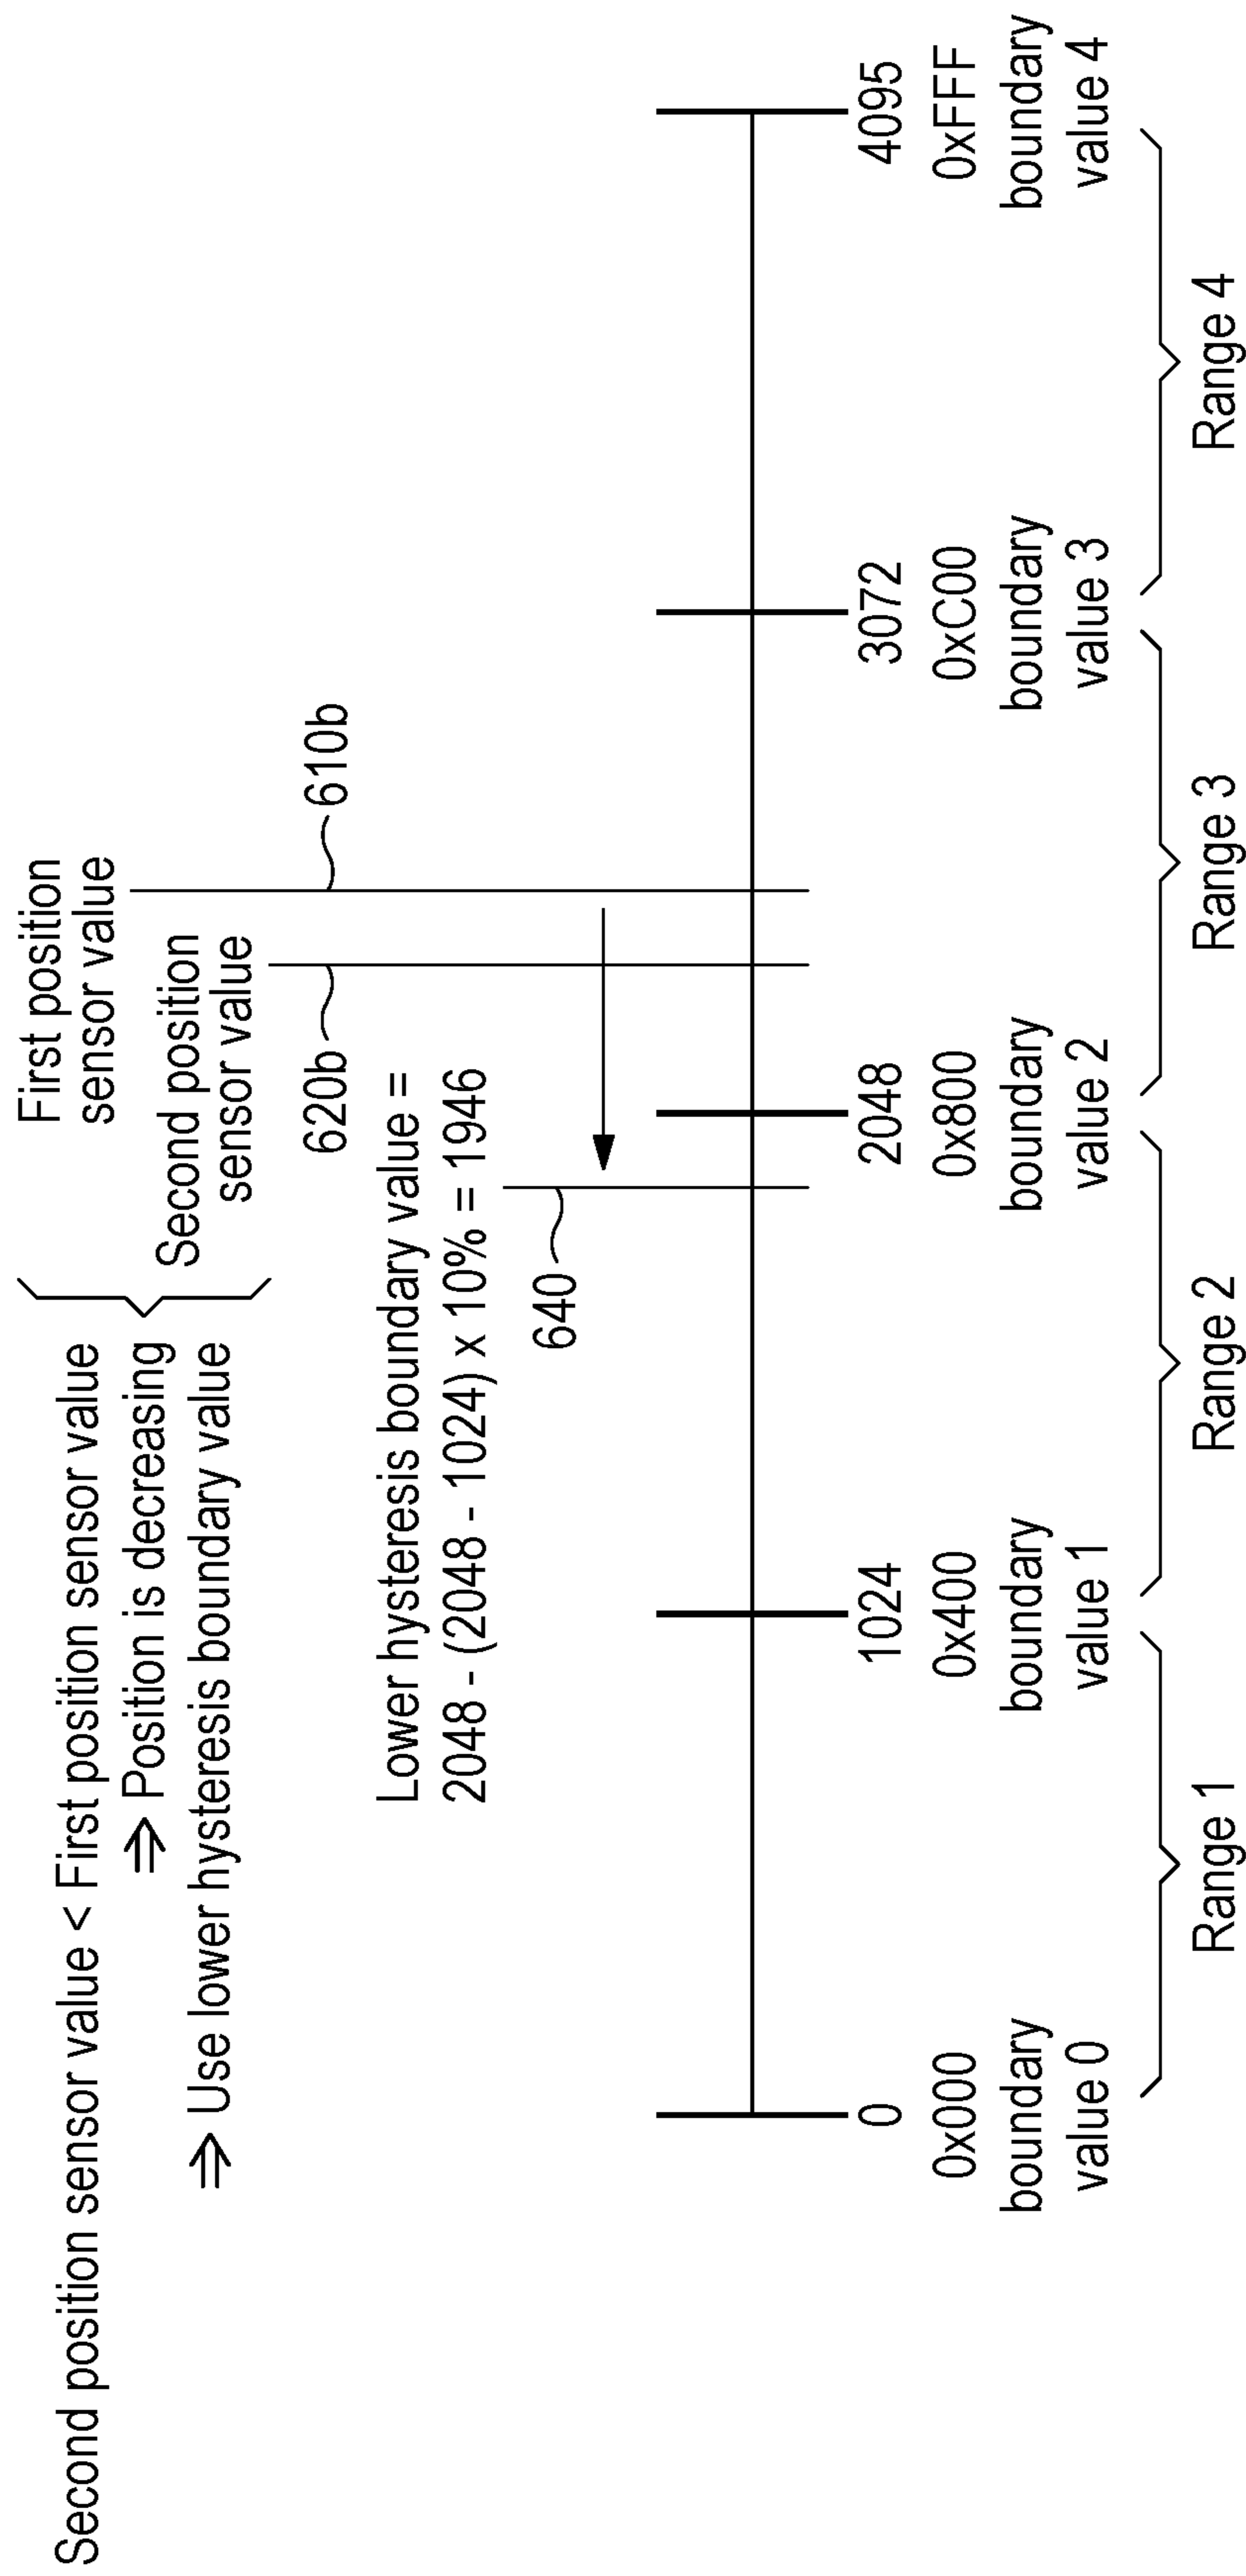 Second position sensor value < First position sensor value
⇒ Position is decreasing
⇒ Use lower hysteresis boundary value
First position
sensor value
Second position
sensor value
620b
610b
Lower hysteresis boundary value =
2048 - (2048 - 1024) x 10% = 1946
640
0
0x000
boundary
value 0
1024
0x400
boundary
value 1
2048
0x800
boundary
value 2
3072
0xC00
boundary
value 3
4095
0xFFF
boundary
value 4
Range 1
Range 2
Range 3
Range 4